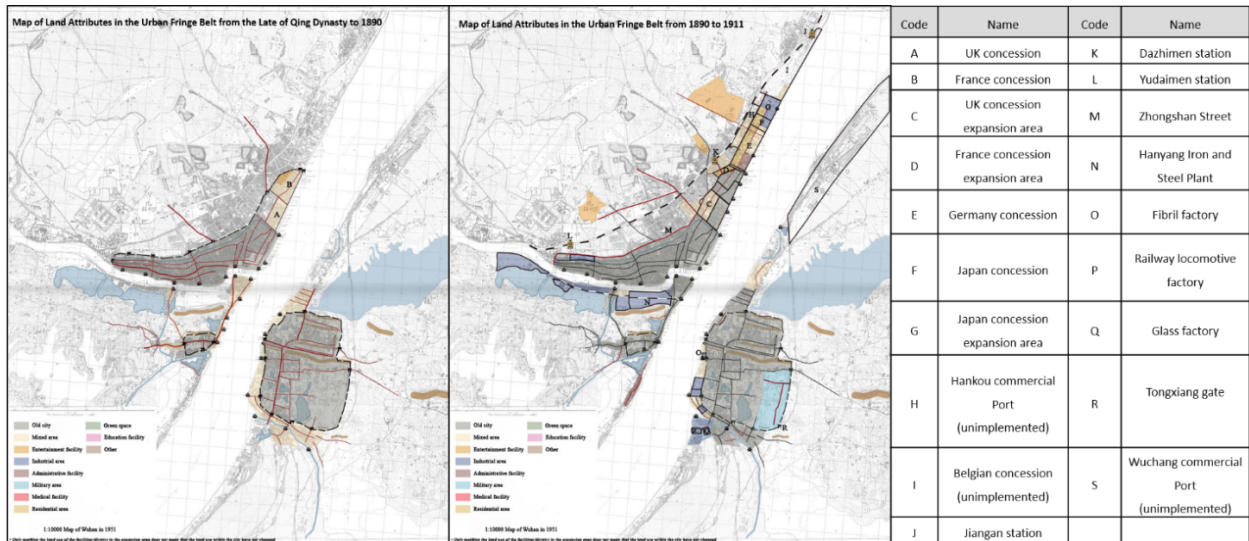 Map of Land Attributes in the Urban Fringe Belt from the Late of Qing Dynasty to 1890
B
A
Old city
Mixed area
Entertainment facility
Industrial area
Administrative facility
Military area
Medical facility
Residential area
Green space
Education facility
Other
1:10000 Map of Wuhan in 1951
Map of Land Attributes in the Urban Fringe Belt from 1890 to 1911
J
I
G
H
F
E
K
D
C
M
L
N
S
O
R
Old city
Mixed area
Entertainment facility
Industrial area
Administrative facility
Military area
Medical facility
Residential area
Green space
Education facility
Other
1:10000 Map of Wuhan in 1951
Code Name Code Name
A UK concession K Dazhimen station
B France concession L Yudaimen station
C UK concession expansion area M Zhongshan Street
D France concession expansion area N Hanyang Iron and Steel Plant
E Germany concession O Fibril factory
F Japan concession P Railway locomotive factory
G Japan concession expansion area Q Glass factory
H Hankou commercial Port (unimplemented) R Tongxiang gate
I Belgian concession (unimplemented) S Wuchang commercial Port (unimplemented)
J Jiangan station